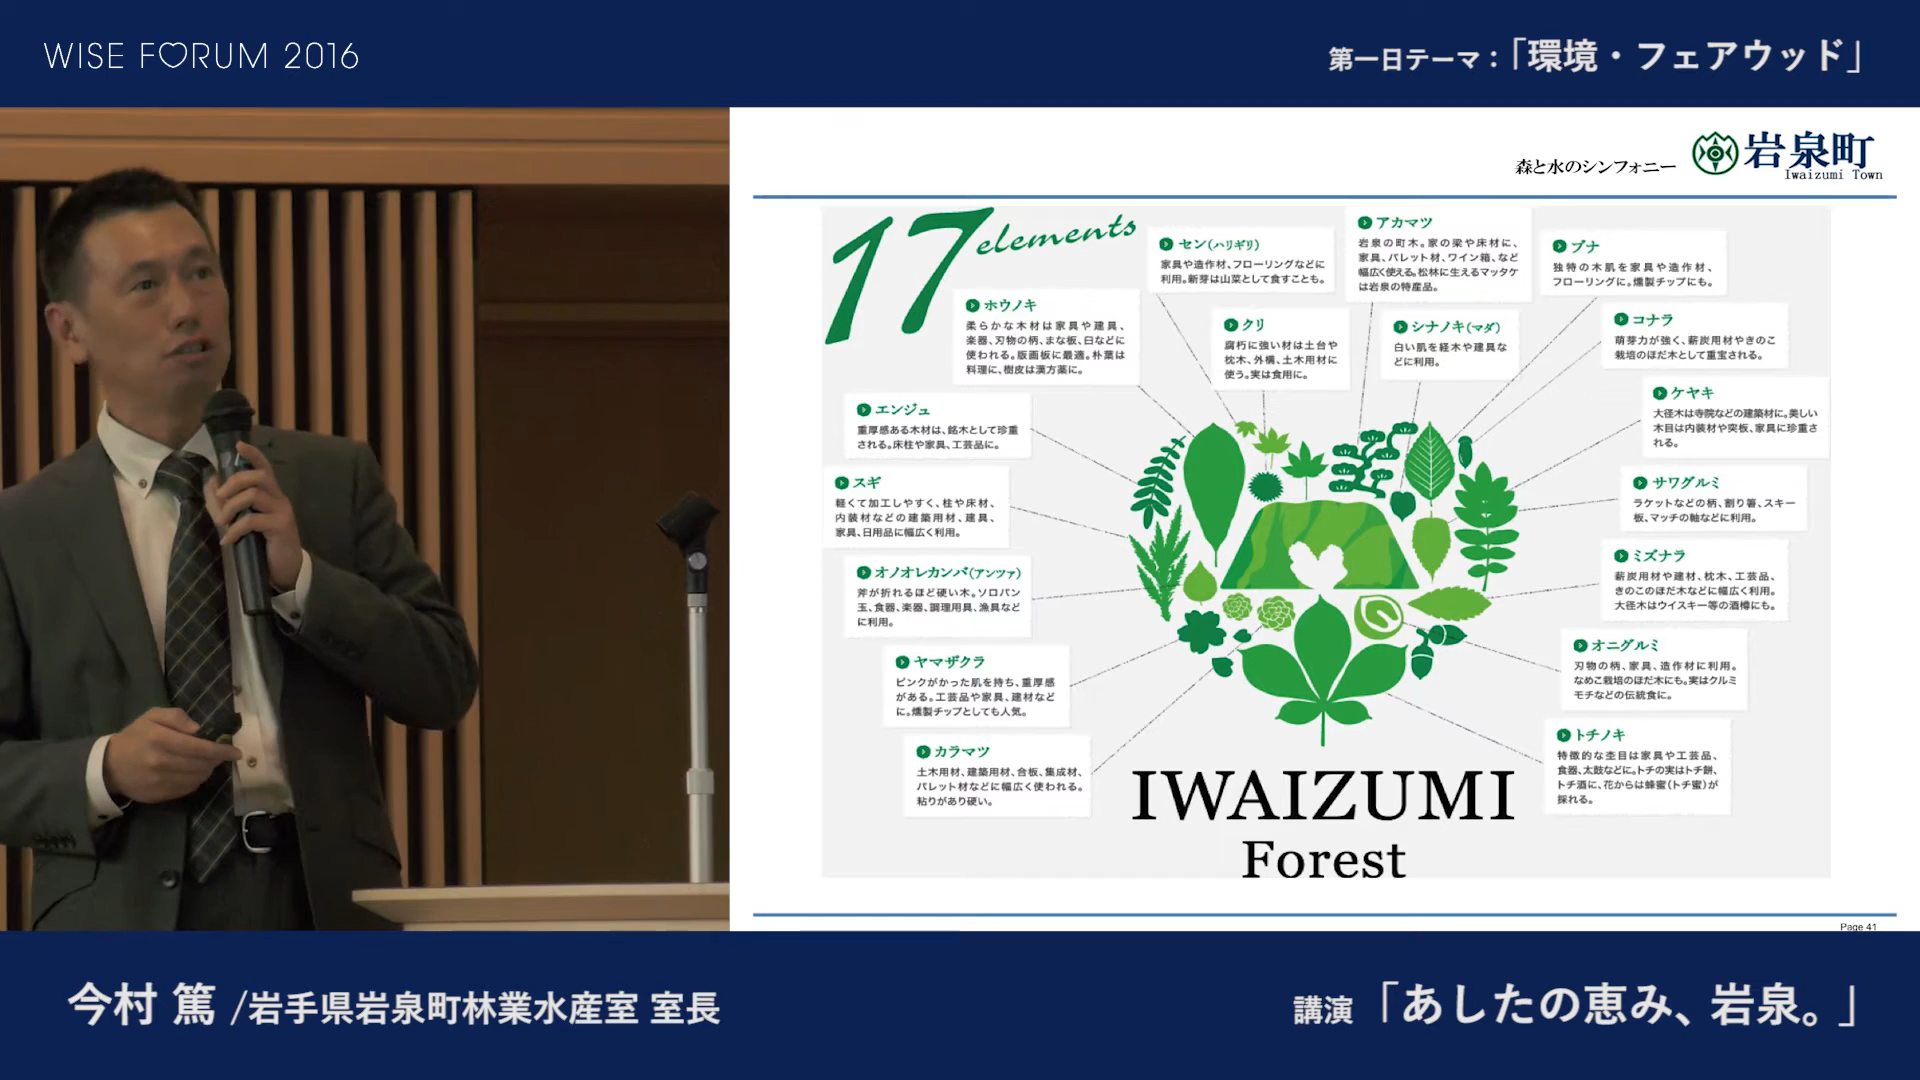 WISE FORUM 2016
第一日テーマ：「環境・フェアウッド」
森と水のシンフォニー
岩泉町
Iwaizumi Town
17 elements
セン(ハリギリ)
家具や造作材、フローリングなどに
利用。新芽は山菜として食すことも。
アカマツ
岩泉の町木。家の梁や床材に、
家具、パレット材、ワイン箱、など
幅広く使える。松林に生えるマッタケ
は岩泉の特産品。
ブナ
独特の木肌を家具や造作材、
フローリングに。燻製チップにも。
ホウノキ
柔らかな木材は家具や建具、
楽器、刃物の柄、まな板、臼などに
使われる。版画板に最適。朴葉は
料理に、樹皮は漢方薬に。
クリ
腐朽に強い材は土台や
枕木、外構、土木用材に
使う。実は食用に。
シナノキ(マダ)
白い肌を経木や建具な
どに利用。
コナラ
萌芽力が強く、薪炭用材やきのこ
栽培のほだ木として重宝される。
エンジュ
重厚感ある木材は、銘木として珍重
される。床柱や家具、工芸品に。
ケヤキ
大径木は寺院などの建築材に。美しい
木目は内装材や突板、家具に珍重さ
れる。
スギ
軽くて加工しやすく、柱や床材、
内装材などの建築用材、建具、
家具、日用品に幅広く利用。
サワグルミ
ラケットなどの柄、割り箸、スキー
板、マッチの軸などに利用。
オノオレカンバ(アンツァ)
斧が折れるほど硬い木。ソロバン
玉、食器、楽器、調理用具、漁具など
に利用。
ミズナラ
薪炭用材や建材、枕木、工芸品、
きのこのほだ木などに幅広く利用。
大径木はウイスキー等の酒樽にも。
ヤマザクラ
ピンクがかった肌を持ち、重厚感
がある。工芸品や家具、建材など
に。燻製チップとしても人気。
オニグルミ
刃物の柄、家具、造作材に利用。
なめこ栽培のほだ木にも。実はクルミ
モチなどの伝統食に。
カラマツ
土木用材、建築用材、合板、集成材、
パレット材などに幅広く使われる。
粘りがあり硬い。
トチノキ
特徴的な杢目は家具や工芸品、
食器、太鼓などに。トチの実はトチ餅、
トチ酒に、花からは蜂蜜(トチ蜜)が
採れる。
IWAIZUMI
Forest
Page 41
今村 篤 /岩手県岩泉町林業水産室 室長
講演 「あしたの恵み、岩泉。」